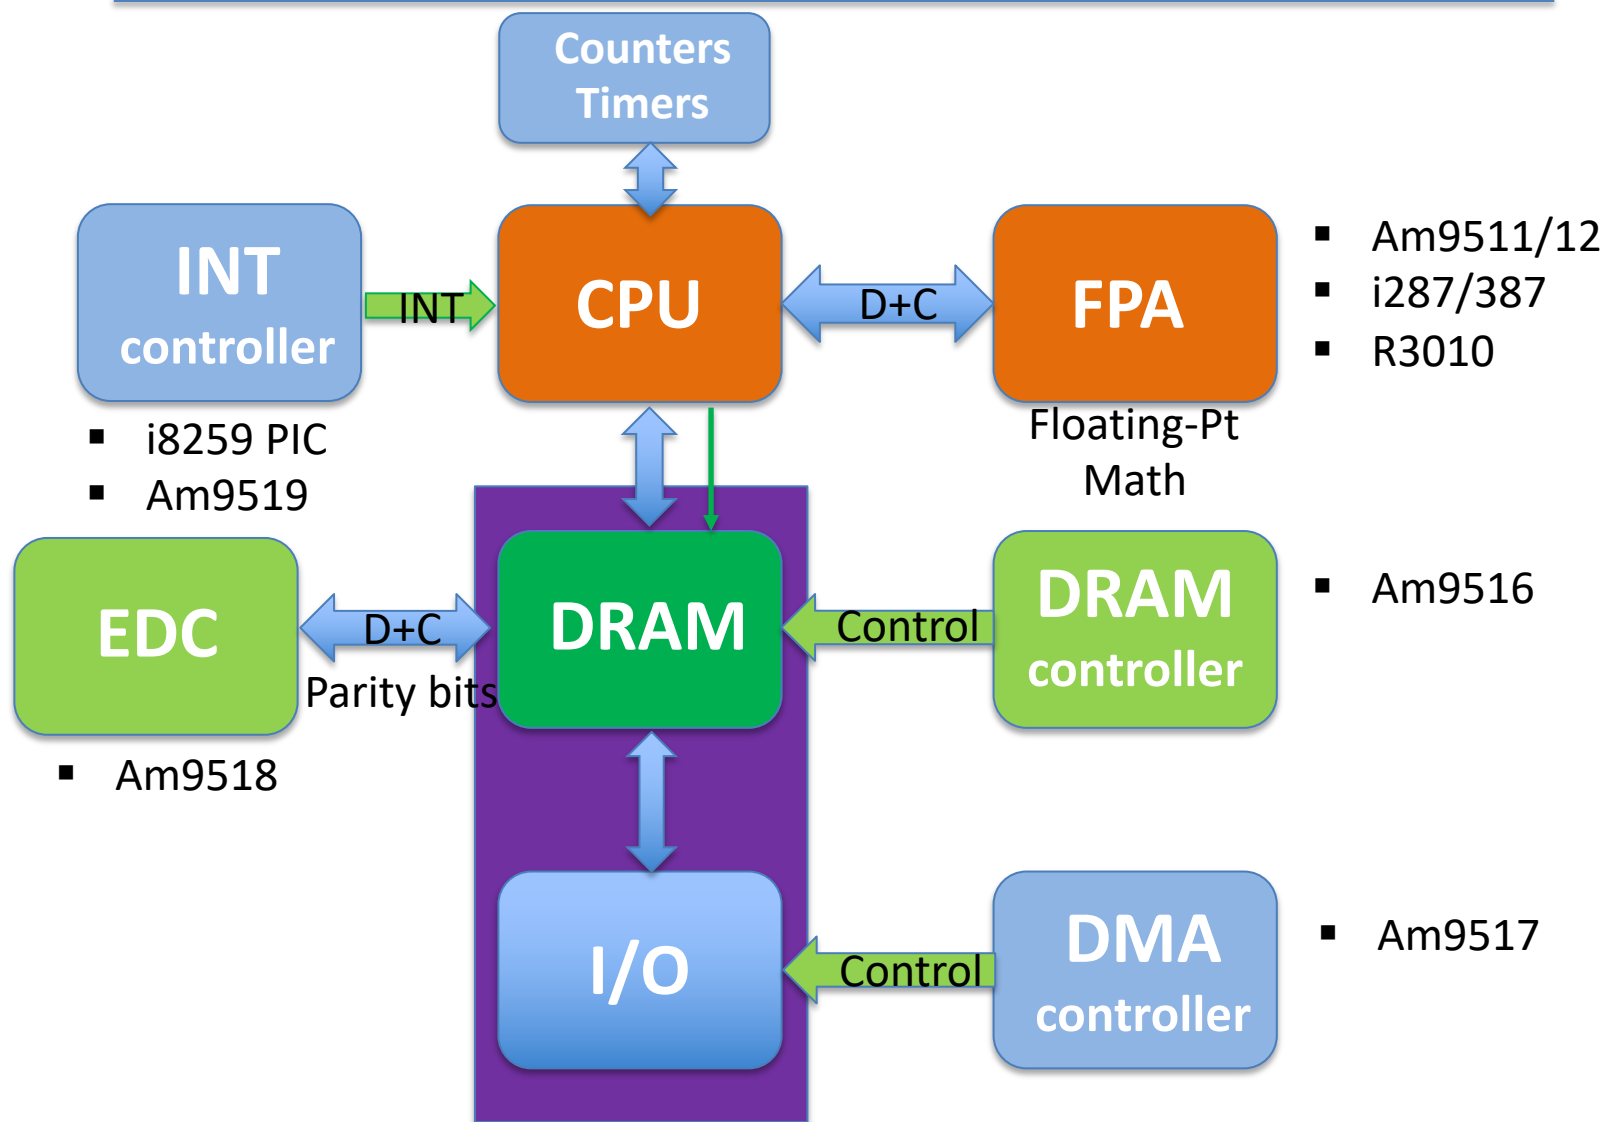 Counters
Timers
INT
controller
INT
CPU
D+C
FPA
▪ Am9511/12
▪ i287/387
▪ R3010
▪ i8259 PIC
▪ Am9519
Floating-Pt
Math
EDC
D+C
Parity bits
DRAM
Control
DRAM
controller
▪ Am9516
▪ Am9518
I/O
Control
DMA
controller
▪ Am9517